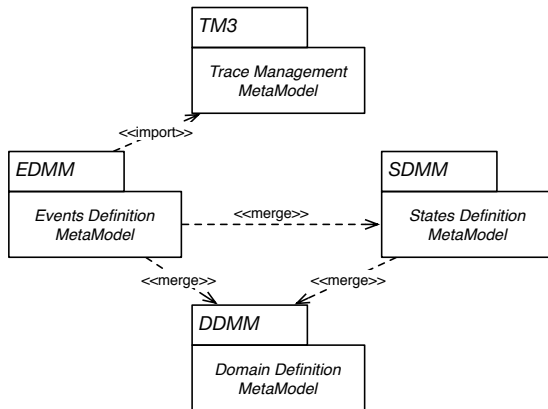 TM3
Trace Management
MetaModel
<<import>>
EDMM
SDMM
Events Definition
MetaModel
<<merge>>
States Definition
MetaModel
<<merge>>
<<merge>>
DDMM
Domain Definition
MetaModel